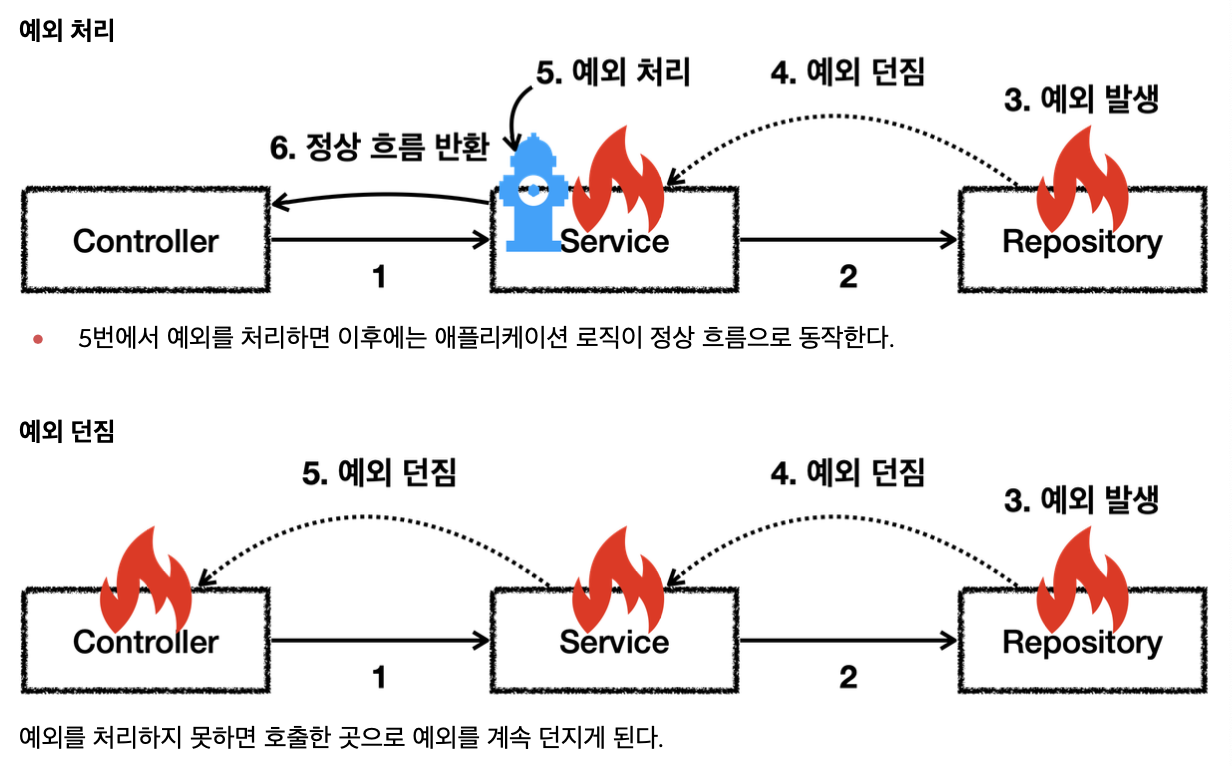 예외 처리
5. 예외 처리
4. 예외 던짐
3. 예외 발생
6. 정상 흐름 반환
Controller
Service
Repository
1
2
5번에서 예외를 처리하면 이후에는 애플리케이션 로직이 정상 흐름으로 동작한다.
예외 던짐
5. 예외 던짐
4. 예외 던짐
3. 예외 발생
Controller
Service
Repository
1
2
예외를 처리하지 못하면 호출한 곳으로 예외를 계속 던지게 된다.